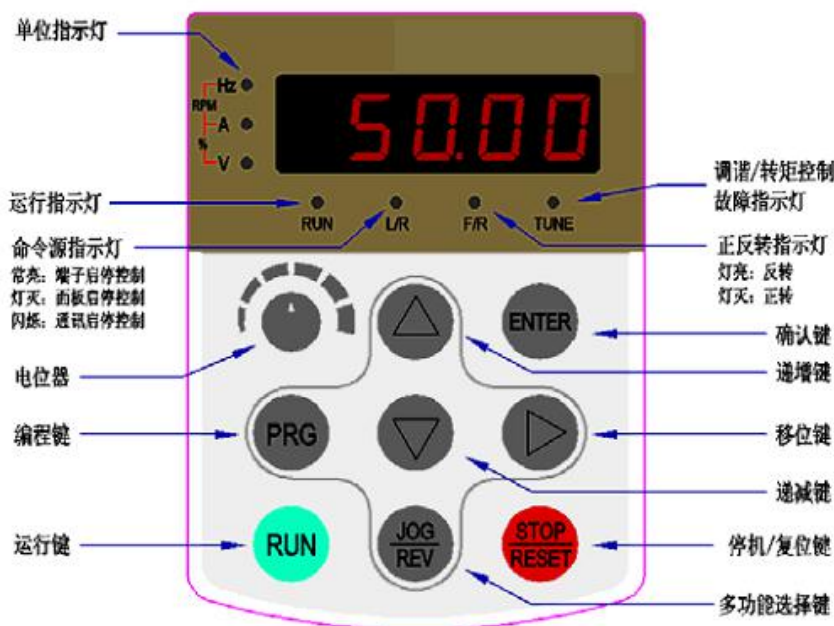 单位指示灯
Hz
RPM
A
%
V
50.00
运行指示灯
RUN
L/R
F/R
TUNE
调谐/转矩控制
故障指示灯
命令源指示灯
常亮：端子启停控制
灯灭：面板启停控制
闪烁：通讯启停控制
正反转指示灯
灯亮：反转
灯灭：正转
ENTER
确认键
电位器
递增键
编程键
PRG
移位键
递减键
运行键
RUN
JOG
REV
STOP
RESET
停机/复位键
多功能选择键